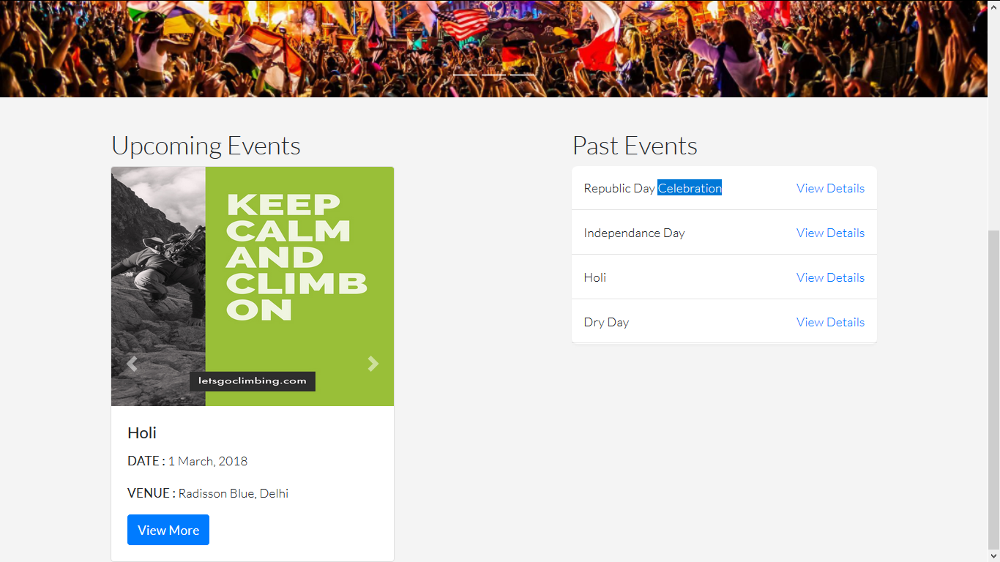 Upcoming Events
KEEP
CALM
AND
CLIMB
ON
letsgoclimbing.com
Holi
DATE : 1 March, 2018
VENUE : Radisson Blue, Delhi
View More
Past Events
Republic Day Celebration View Details
Independance Day View Details
Holi View Details
Dry Day View Details